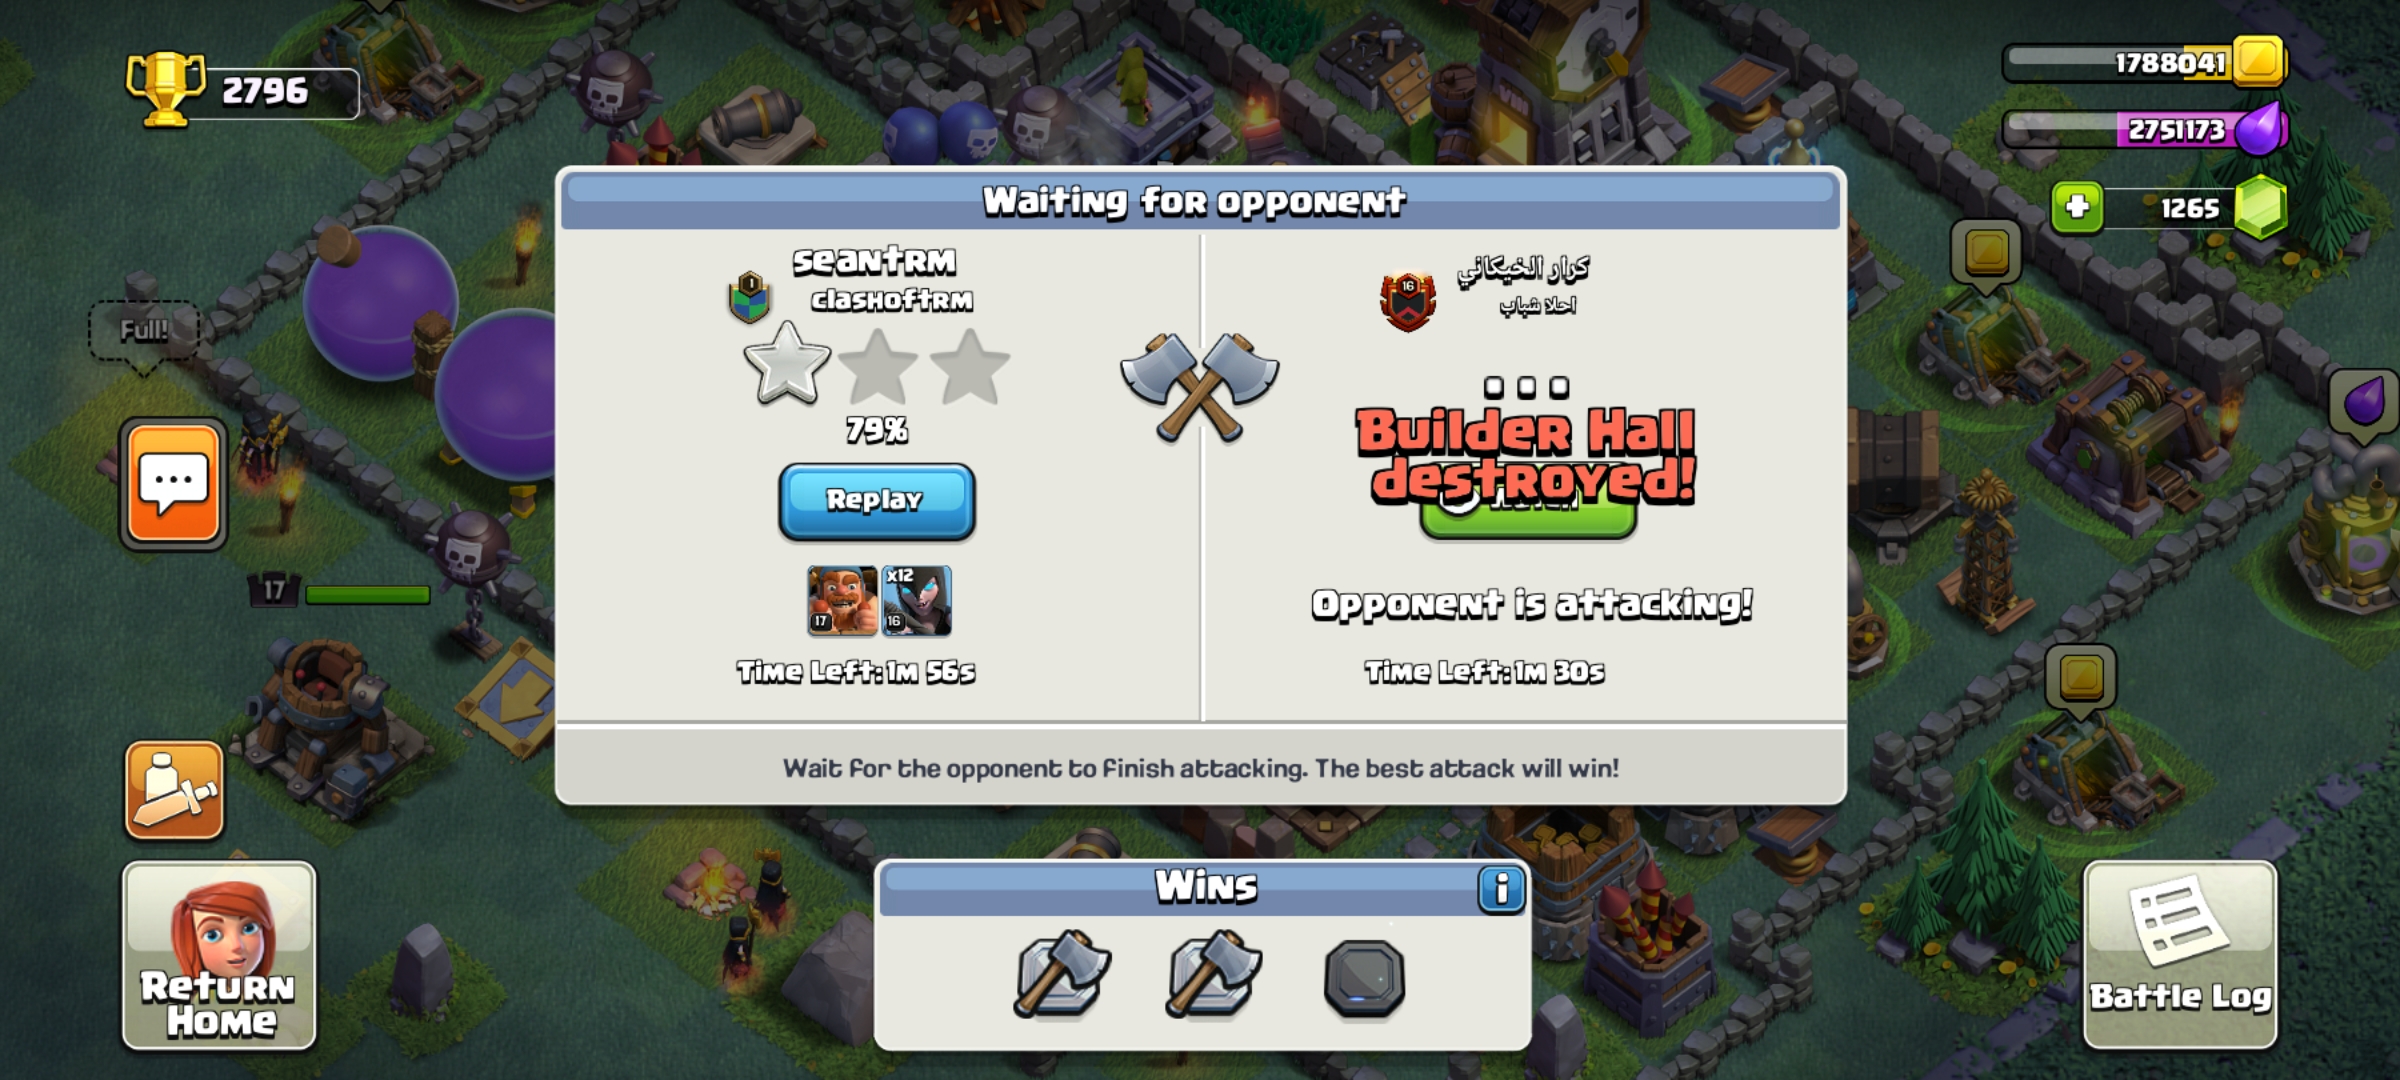 2796
1788041
2751173
1265
Full!
17
Waiting for opponent
seantrm
1
clashoftrm
79%
Replay
x12
17
16
Time Left:1m 56s
كرار الخيكاني
16
احلا شباب
Builder Hall
destroyed!
Opponent is attacking!
Time Left:1m 30s
Wait for the opponent to finish attacking. The best attack will win!
Wins
i
Return
Home
Battle Log